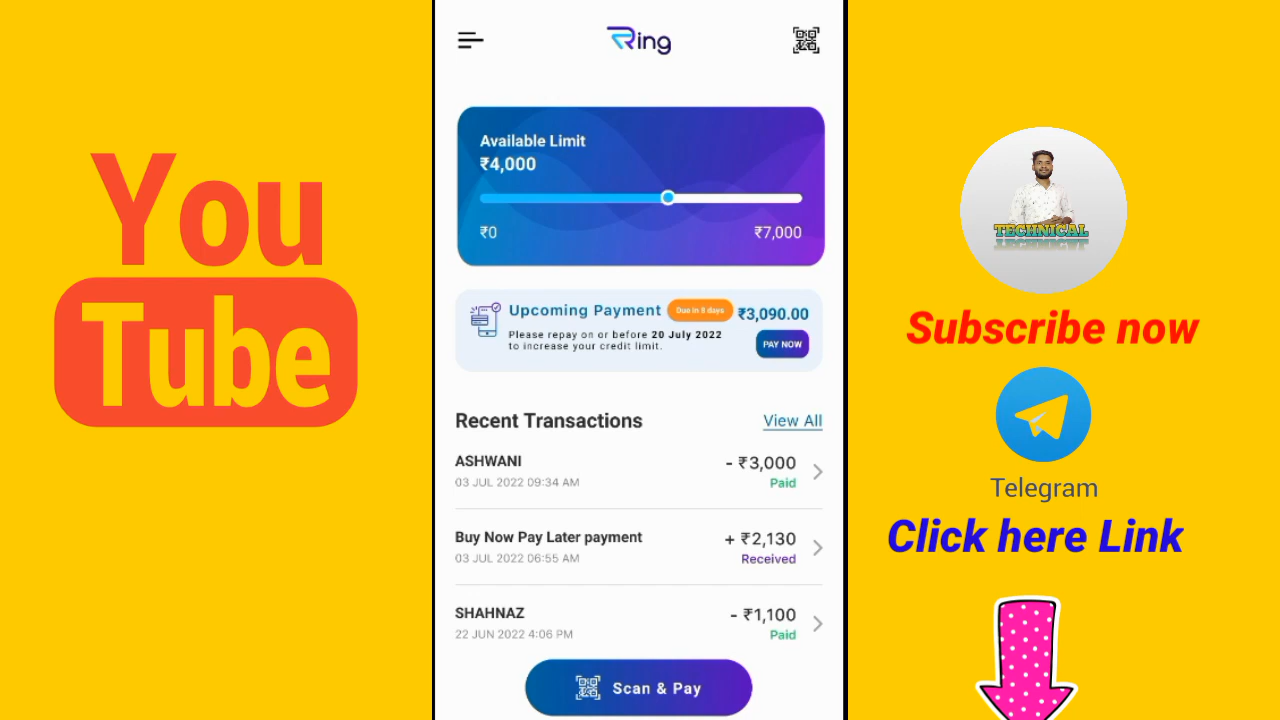 You
Tube
Ring
Available Limit
₹4,000
₹0
₹7,000
Upcoming Payment
Due in 8 days
₹3,090.00
Please repay on or before 20 July 2022
to increase your credit limit.
PAY NOW
Recent Transactions
View All
ASHWANI
- ₹3,000
03 JUL 2022 09:34 AM
Paid
Buy Now Pay Later payment
+ ₹2,130
03 JUL 2022 06:55 AM
Received
SHAHNAZ
- ₹1,100
22 JUN 2022 4:06 PM
Paid
Scan & Pay
TECHNICAL
Subscribe now
Telegram
Click here Link